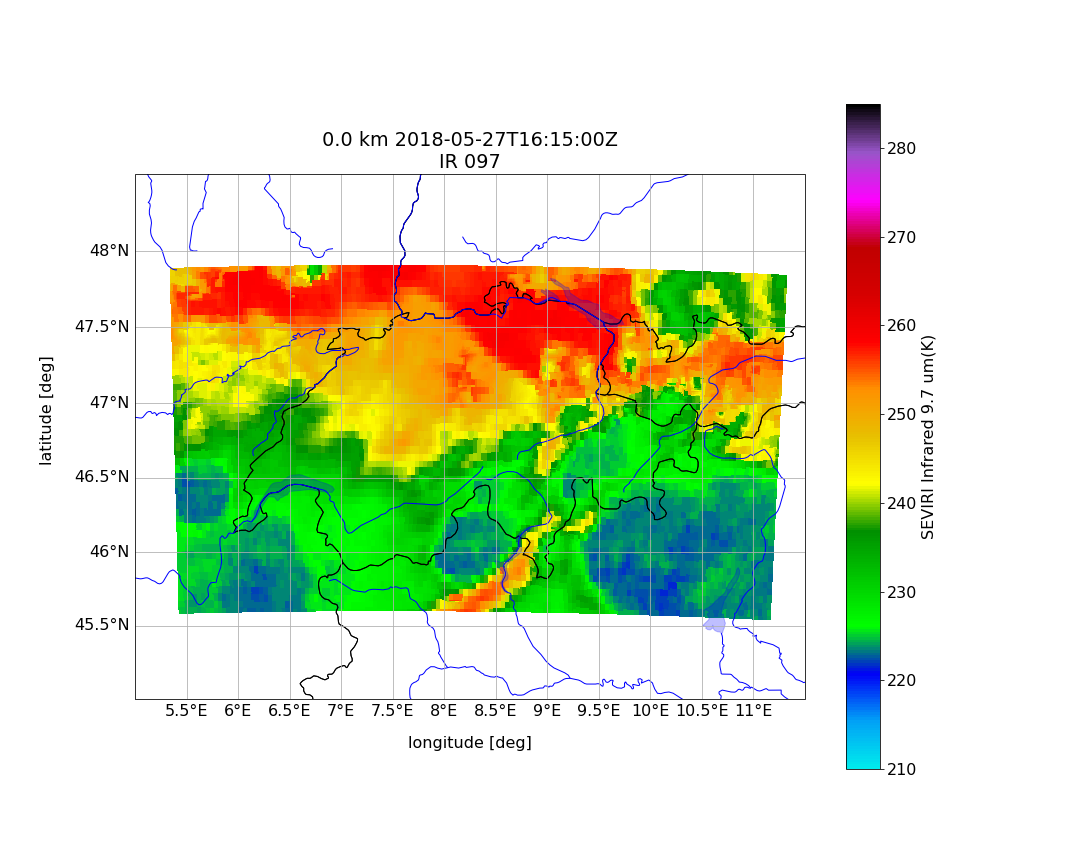 0.0 km 2018-05-27T16:15:00Z
IR 097
48°N
47.5°N
47°N
46.5°N
46°N
45.5°N
latitude [deg]
5.5°E 6°E 6.5°E 7°E 7.5°E 8°E 8.5°E 9°E 9.5°E 10°E 10.5°E 11°E
longitude [deg]
280
270
260
250
240
230
220
210
SEVIRI Infrared 9.7 um(K)